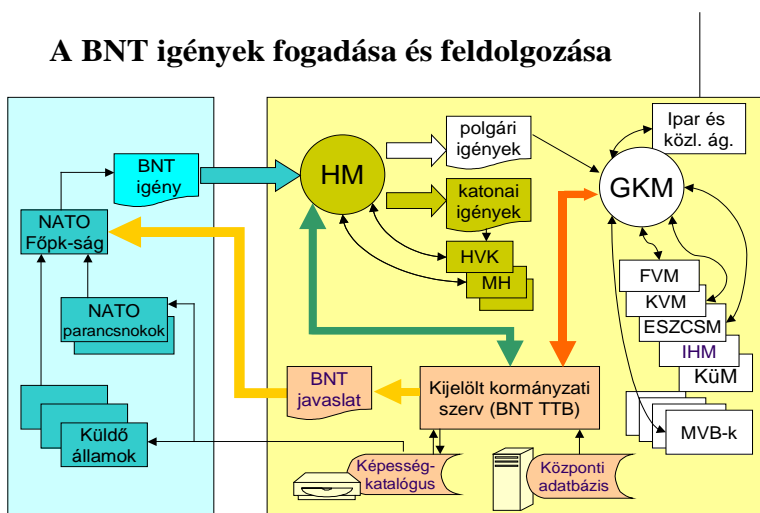 A BNT igények fogadása és feldolgozása
BNT
igény
NATO
Főpk-ság
NATO
parancsnokok
Küldő
államok
HM
polgári
igények
katonai
igények
HVK
MH
Ipar és
közl. ág.
GKM
FVM
KVM
ESZCSM
IHM
KüM
MVB-k
BNT
javaslat
Kijelölt kormányzati
szerv (BNT TTB)
Képesség-
katalógus
Központi
adatbázis